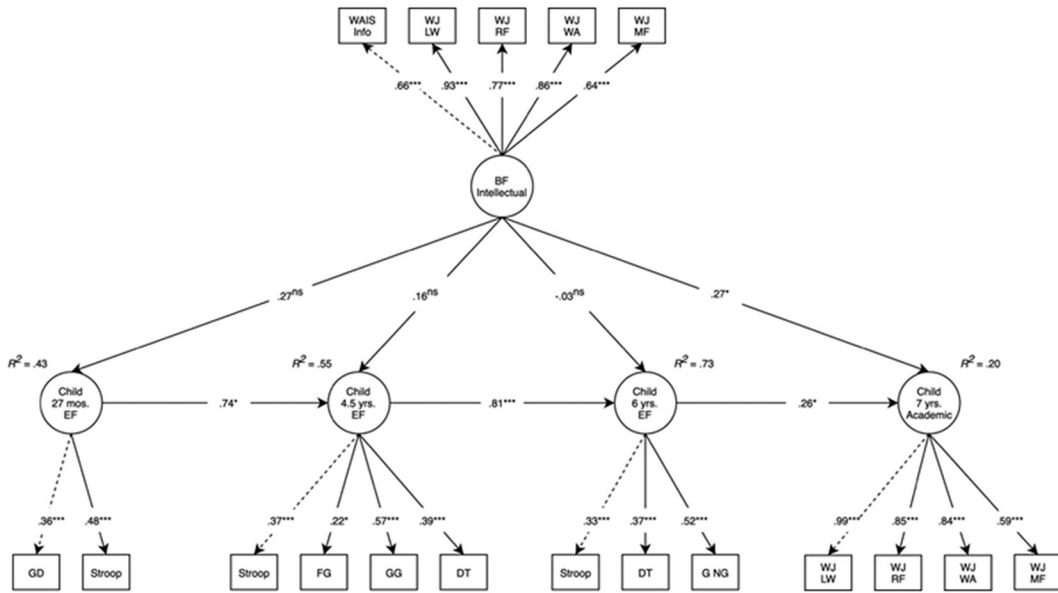 WAIS
Info
WJ
LW
WJ
RF
WJ
WA
WJ
MF
.66***
.93***
.77***
.86***
.64***
BF
Intellectual
.27ns
.16ns
-.03ns
.27*
R2 = .43
R2 = .55
R2 = .73
R2 = .20
Child
27 mos.
EF
.74*
Child
4.5 yrs.
EF
.81***
Child
6 yrs.
EF
.26*
Child
7 yrs.
Academic
.36***
.48***
.37***
.22*
.57***
.39***
.33***
.37***
.52***
.99***
.85***
.84***
.59***
GD
Stroop
Stroop
FG
GG
DT
Stroop
DT
G NG
WJ
LW
WJ
RF
WJ
WA
WJ
MF